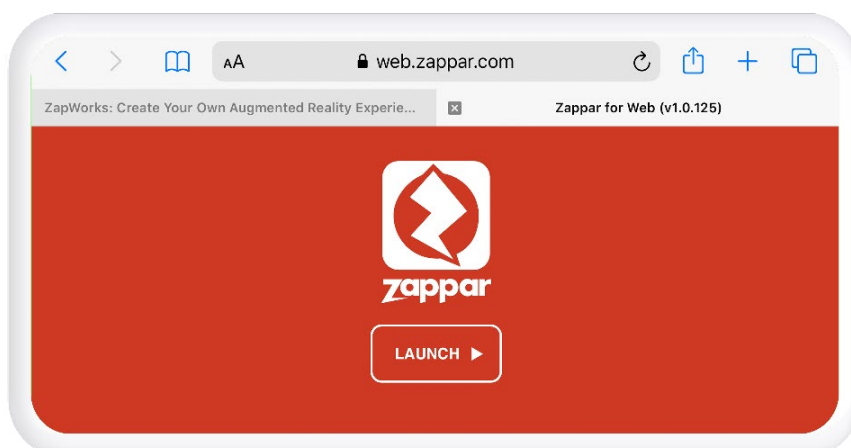 AA
web.zappar.com
ZapWorks: Create Your Own Augmented Reality Experie...
Zappar for Web (v1.0.125)
zappar
LAUNCH